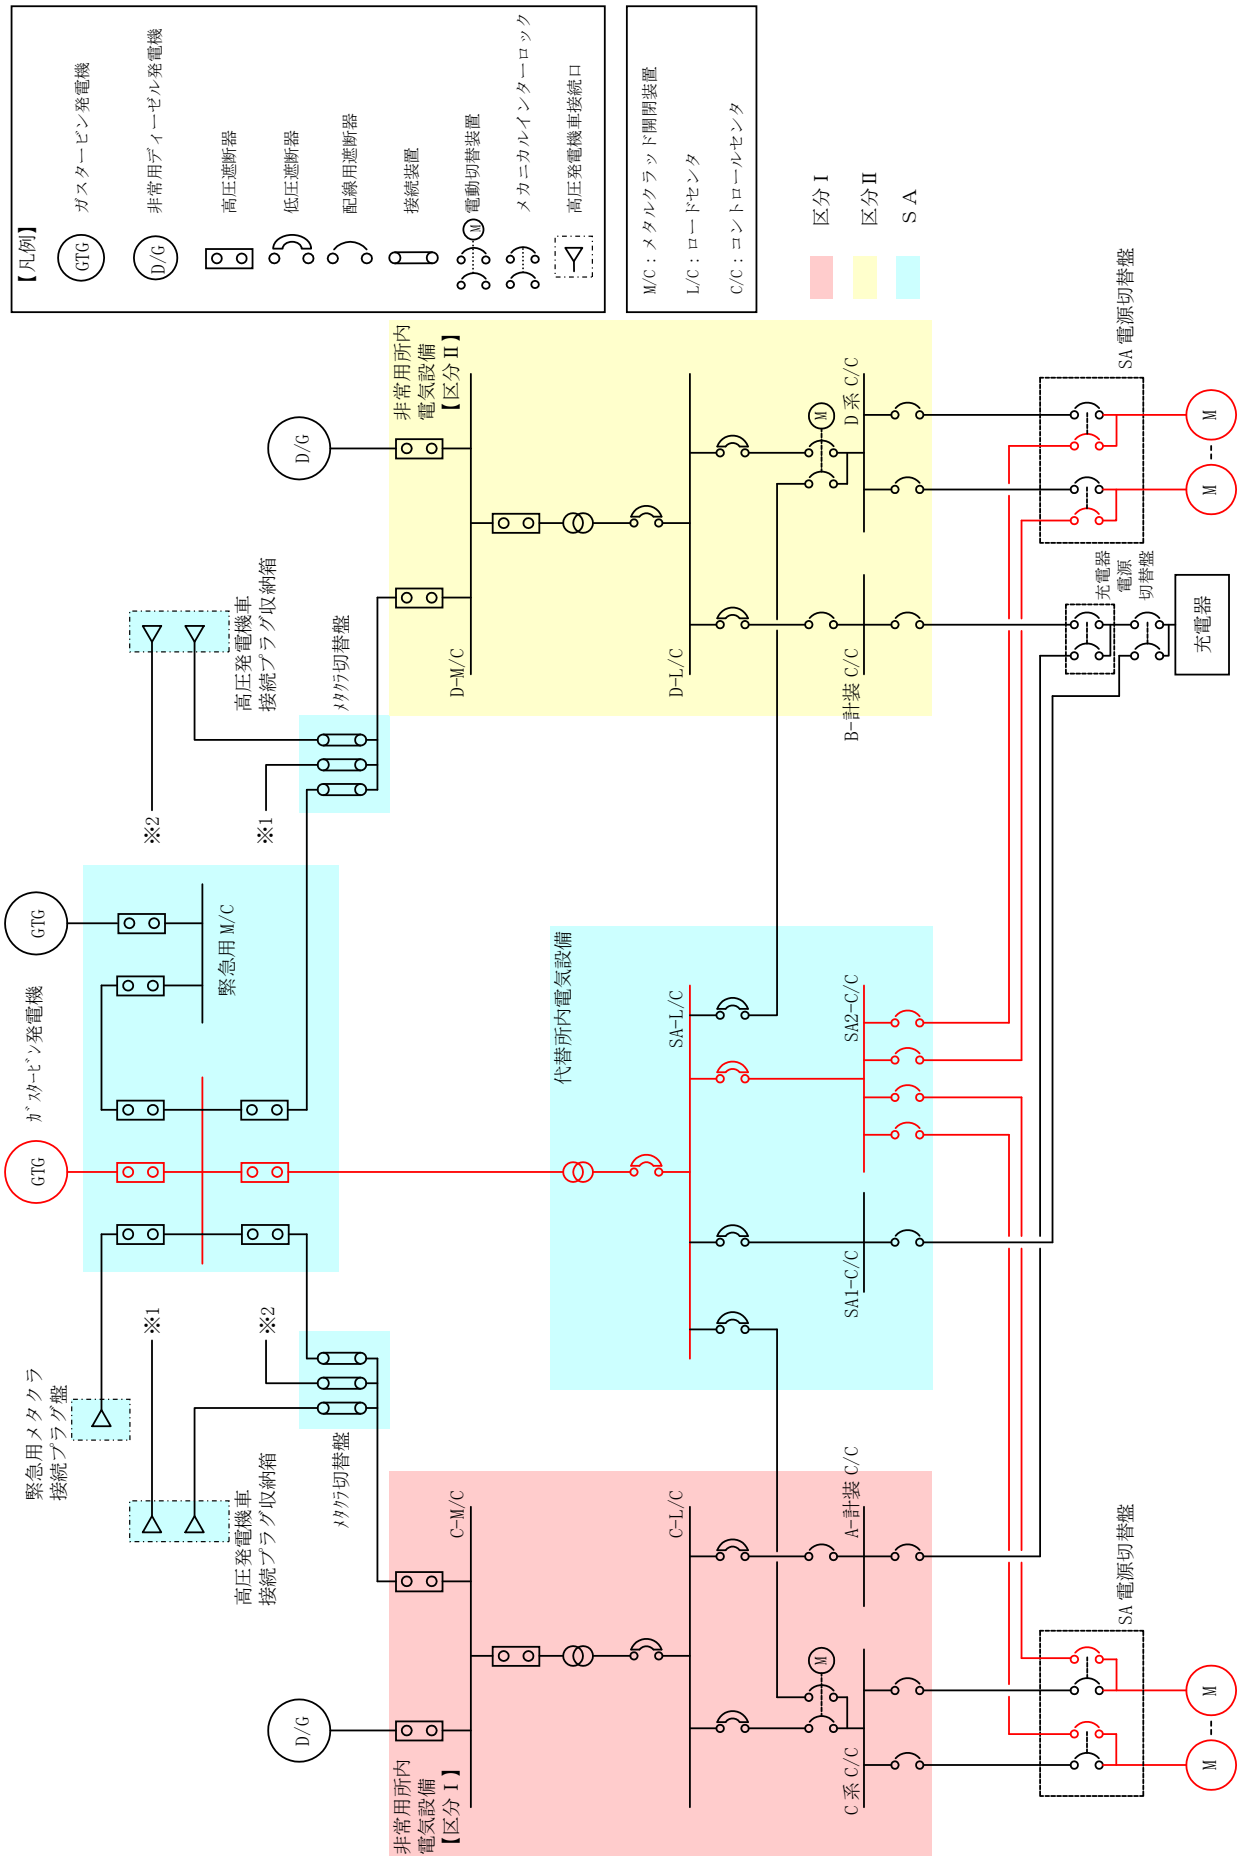 【凡例】
GTG
ガスタービン発電機
D/G
非常用ディーゼル発電機
高圧遮断器
低圧遮断器
配線用遮断器
接続装置
M
電動切替装置
メカニカルインターロック
高圧発電機車接続口
M/C：メタルクラッド開閉装置
L/C：ロードセンタ
C/C：コントロールセンタ
区分Ⅰ
区分Ⅱ
ＳＡ
緊急用メタクラ
接続プラグ盤
ｶﾞｽﾀｰﾋﾞﾝ発電機
GTG
GTG
緊急用 M/C
※1
※2
※2
※1
高圧発電機車
接続プラグ収納箱
高圧発電機車
接続プラグ収納箱
ﾒﾀｸﾗ切替盤
ﾒﾀｸﾗ切替盤
D/G
D/G
非常用所内
電気設備
【区分Ⅰ】
非常用所内
電気設備
【区分Ⅱ】
C-M/C
D-M/C
代替所内電気設備
C-L/C
SA-L/C
D-L/C
M
M
C 系 C/C
A-計装 C/C
SA1-C/C
SA2-C/C
B-計装 C/C
D 系 C/C
SA 電源切替盤
充電器
電源
切替盤
SA 電源切替盤
M
M
充電器
M
M